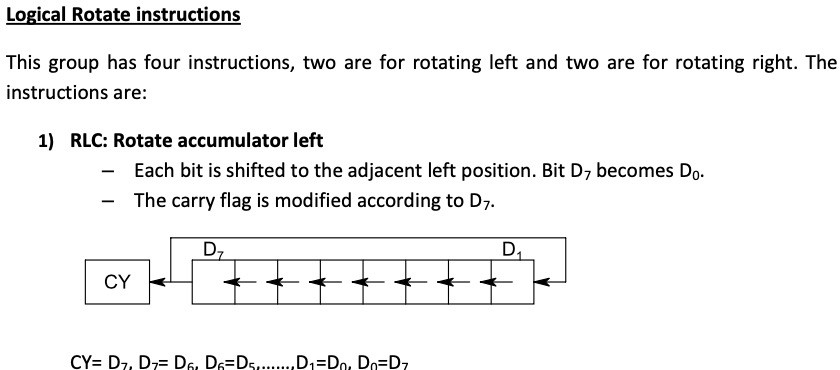 Logical Rotate instructions
This group has four instructions, two are for rotating left and two are for rotating right. The
instructions are:
1) RLC: Rotate accumulator left
– Each bit is shifted to the adjacent left position. Bit D₇ becomes D₀.
– The carry flag is modified according to D₇.
D₇ D₁
CY
CY= D₇, D₇= D₆, D₆=D₅,......,D₁=D₀, D₀=D₇